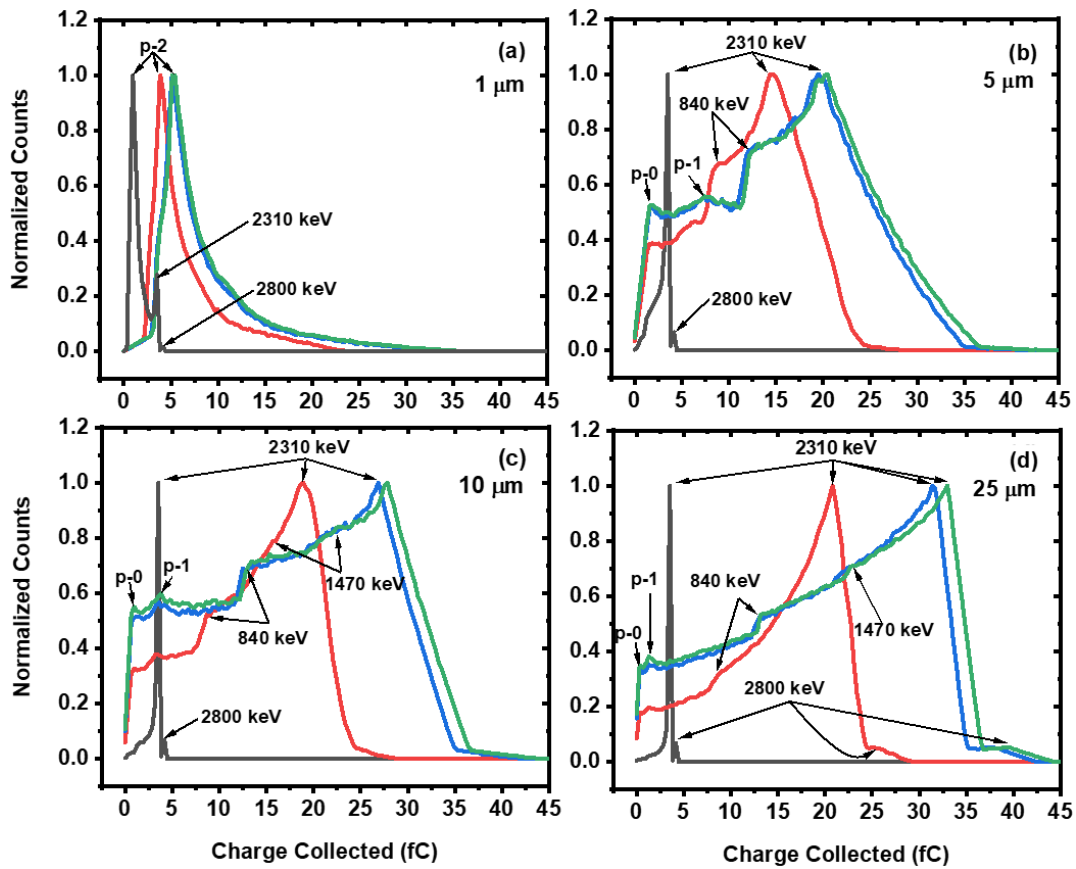 1.2
1.0
0.8
0.6
0.4
0.2
0.0
Normalized Counts
p-2
(a)
1 μm
2310 keV
2800 keV
0 5 10 15 20 25 30 35 40 45
1.2
1.0
0.8
0.6
0.4
0.2
0.0
2310 keV
(b)
5 μm
840 keV
p-0
p-1
2800 keV
0 5 10 15 20 25 30 35 40 45
1.2
1.0
0.8
0.6
0.4
0.2
0.0
Normalized Counts
2310 keV
(c)
10 μm
p-0
p-1
1470 keV
840 keV
2800 keV
0 5 10 15 20 25 30 35 40 45
Charge Collected (fC)
1.2
1.0
0.8
0.6
0.4
0.2
0.0
2310 keV
(d)
25 μm
p-1
840 keV
p-0
1470 keV
2800 keV
0 5 10 15 20 25 30 35 40 45
Charge Collected (fC)